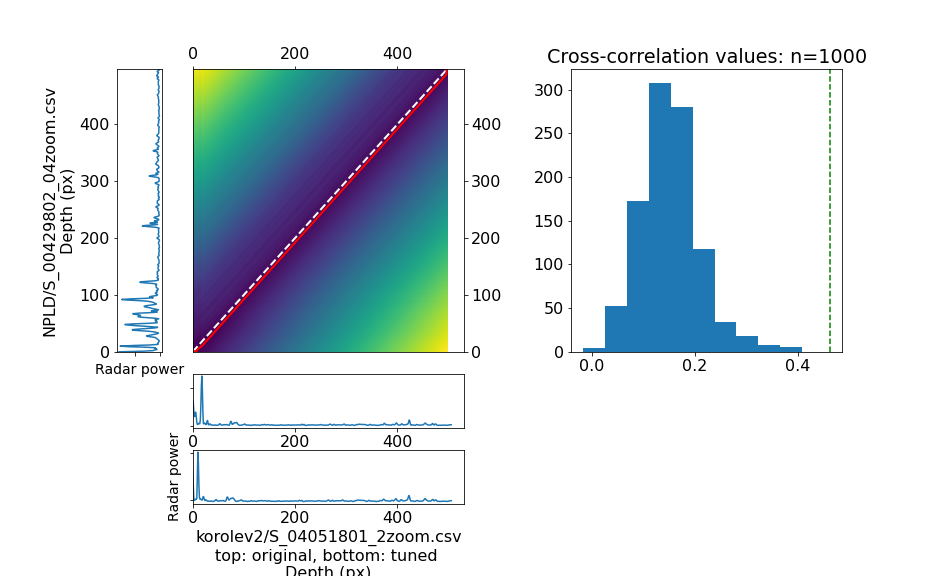 0 200 400
Cross-correlation values: n=1000
NPLD/S_00429802_04zoom.csv
Depth (px)
400
300
200
100
0
Radar power
400
300
200
100
0
300
250
200
150
100
50
0
0.0 0.2 0.4
0 200 400
Radar power
0 200 400
korolev2/S_04051801_2zoom.csv
top: original, bottom: tuned
Depth (px)